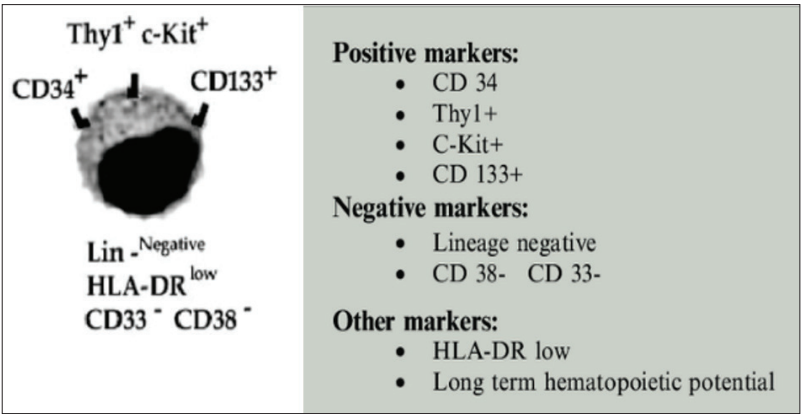 Thy1+ c-Kit+
CD34+
CD133+
Lin -Negative
HLA-DR low
CD33 - CD38 -
Positive markers:
• CD 34
• Thy1+
• C-Kit+
• CD 133+
Negative markers:
• Lineage negative
• CD 38- CD 33-
Other markers:
• HLA-DR low
• Long term hematopoietic potential